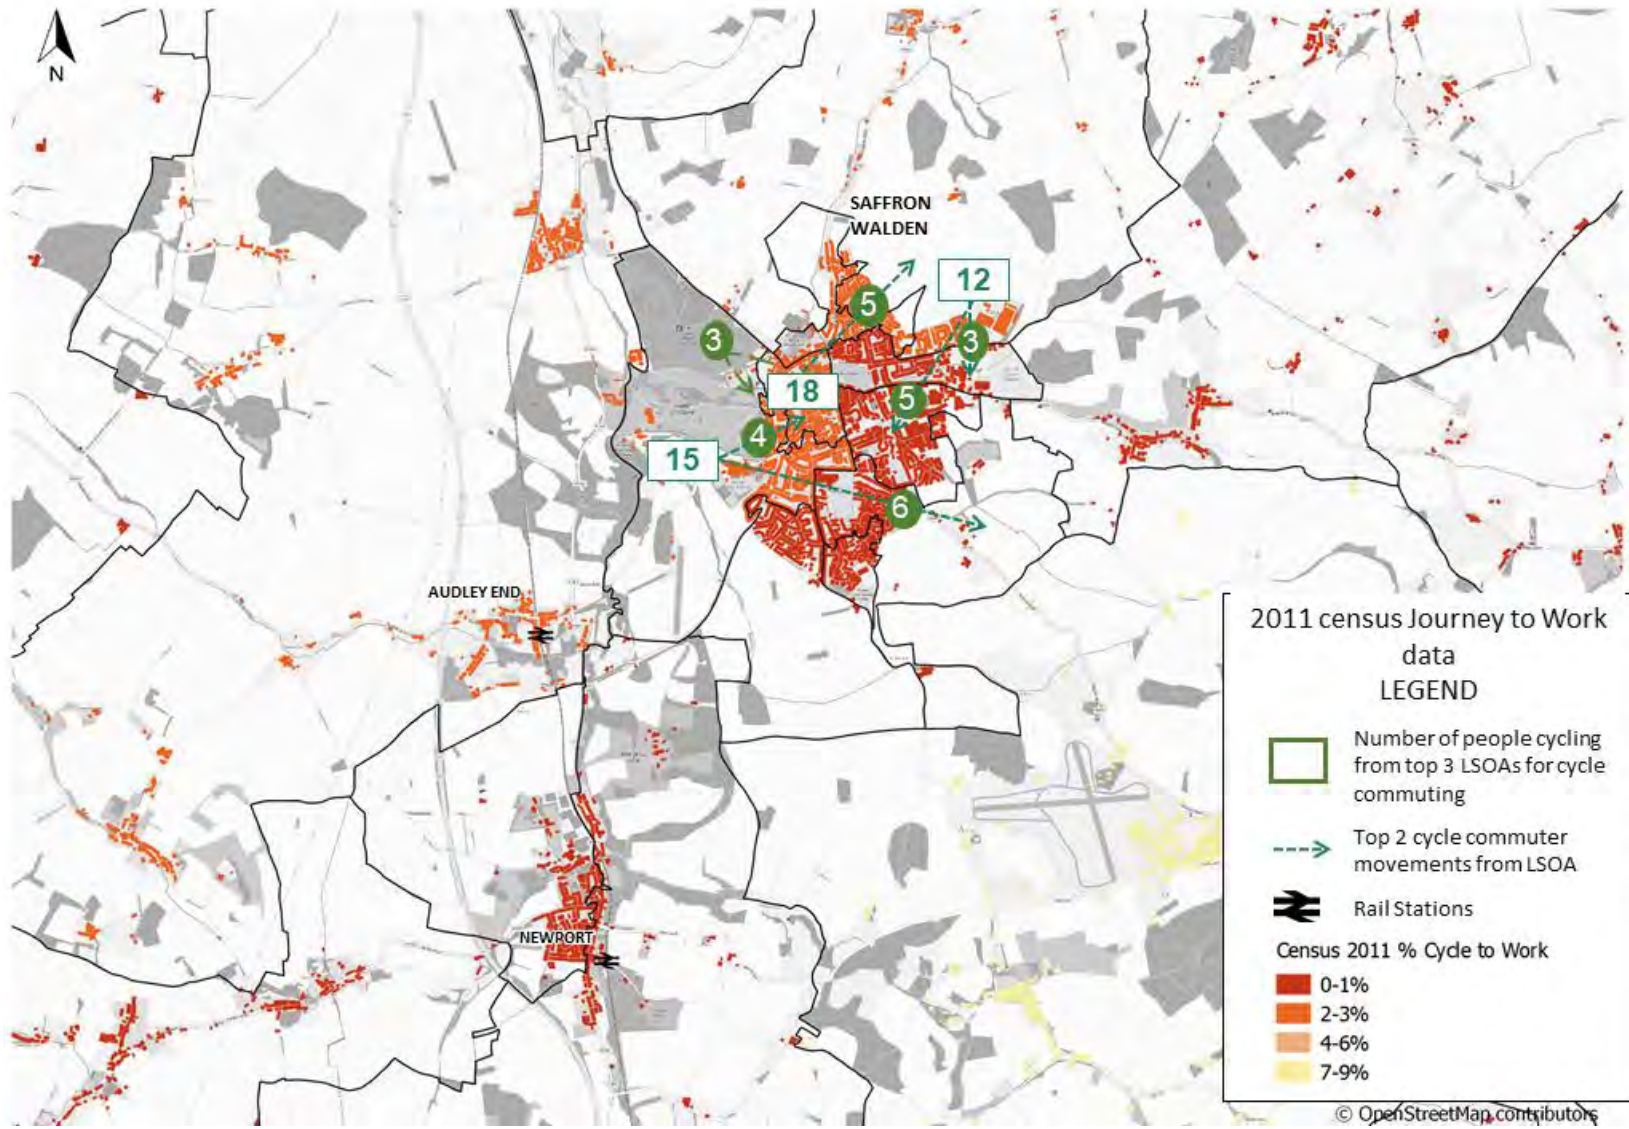 N
SAFFRON
WALDEN
5
12
3
3
18
5
4
15
6
AUDLEY END
NEWPORT
2011 census Journey to Work
data
LEGEND
Number of people cycling
from top 3 LSOAs for cycle
commuting
Top 2 cycle commuter
movements from LSOA
Rail Stations
Census 2011 % Cycle to Work
0-1%
2-3%
4-6%
7-9%
© OpenStreetMap contributors